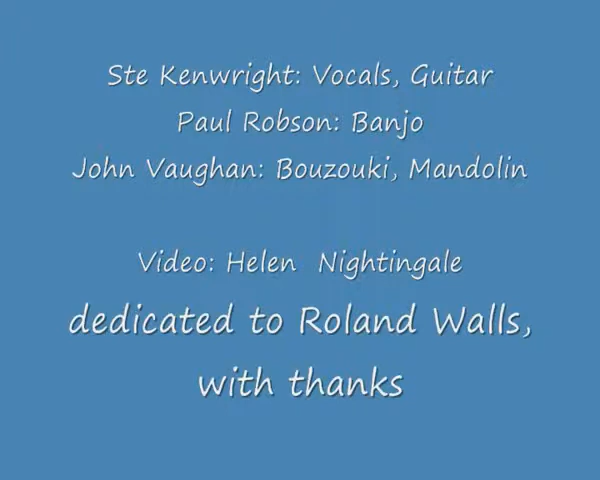 Ste Kenwright: Vocals, Guitar
Paul Robson: Banjo
John Vaughan: Bouzouki, Mandolin
Video: Helen Nightingale
dedicated to Roland Walls,
with thanks